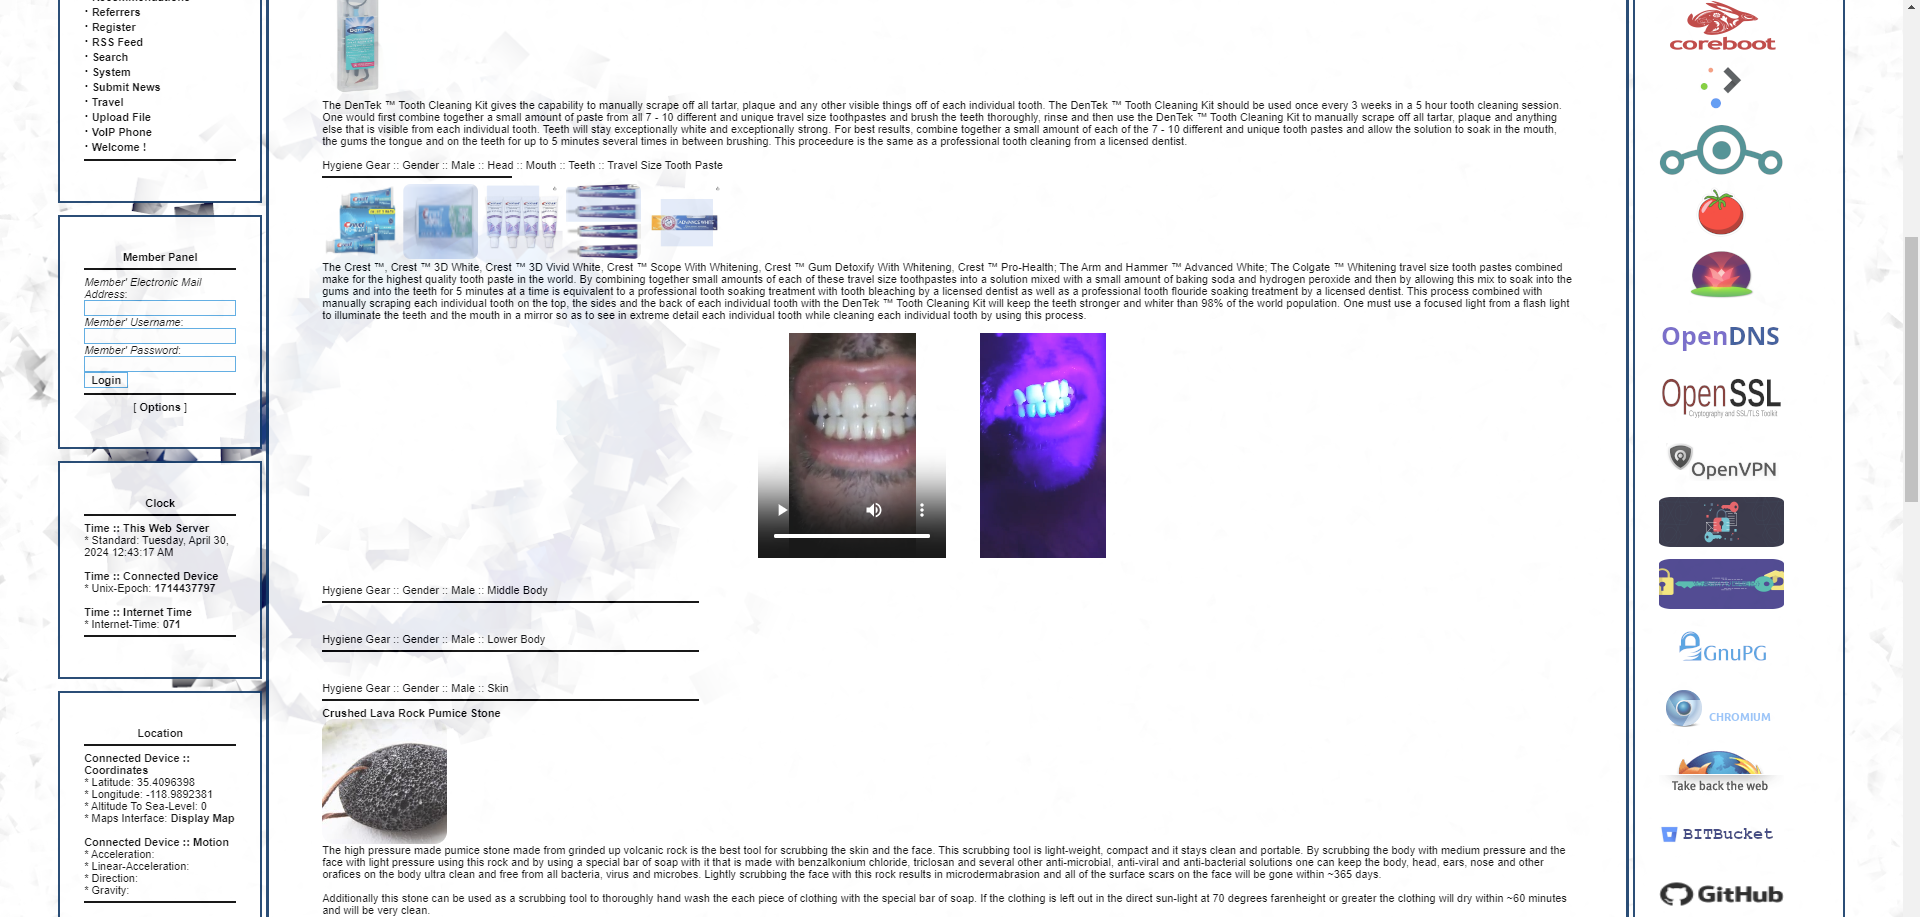 · Referrers
· Register
· RSS Feed
· Search
· System
· Submit News
· Travel
· Upload File
· VoIP Phone
· Welcome !
Member Panel
Member' Electronic Mail
Address:
Member' Username:
Member' Password:
Login
[ Options ]
Clock
Time :: This Web Server
* Standard: Tuesday, April 30,
2024 12:43:17 AM
Time :: Connected Device
* Unix-Epoch: 1714437797
Time :: Internet Time
* Internet-Time: 071
Location
Connected Device ::
Coordinates
* Latitude: 35.4096398
* Longitude: -118.9892381
* Altitude To Sea-Level: 0
* Maps Interface: Display Map
Connected Device :: Motion
* Acceleration:
* Linear-Acceleration:
* Direction:
* Gravity:
DenTek
The DenTek ™ Tooth Cleaning Kit gives the capability to manually scrape off all tartar, plaque and any other visible things off of each individual tooth. The DenTek ™ Tooth Cleaning Kit should be used once every 3 weeks in a 5 hour tooth cleaning session.
One would first combine together a small amount of paste from all 7 - 10 different and unique travel size toothpastes and brush the teeth thoroughly, rinse and then use the DenTek ™ Tooth Cleaning Kit to manually scrape off all tartar, plaque and anything
else that is visible from each individual tooth. Teeth will stay exceptionally white and exceptionally strong. For best results, combine together a small amount of each of the 7 - 10 different and unique tooth pastes and allow the solution to soak in the mouth,
the gums the tongue and on the teeth for up to 5 minutes several times in between brushing. This proceedure is the same as a professional tooth cleaning from a licensed dentist.
Hygiene Gear :: Gender :: Male :: Head :: Mouth :: Teeth :: Travel Size Tooth Paste
ADVANCE WHITE
The Crest ™, Crest ™ 3D White, Crest ™ 3D Vivid White, Crest ™ Scope With Whitening, Crest ™ Gum Detoxify With Whitening, Crest ™ Pro-Health; The Arm and Hammer ™ Advanced White; The Colgate ™ Whitening travel size tooth pastes combined
make for the highest quality tooth paste in the world. By combining together small amounts of each of these travel size toothpastes into a solution mixed with a small amount of baking soda and hydrogen peroxide and then by allowing this mix to soak into the
gums and into the teeth for 5 minutes at a time is equivalent to a professional tooth soaking treatment with tooth bleaching by a licensed dentist as well as a professional tooth flouride soaking treatment by a licensed dentist. This process combined with
manually scraping each individual tooth on the top, the sides and the back of each individual tooth with the DenTek ™ Tooth Cleaning Kit will keep the teeth stronger and whiter than 98% of the world population. One must use a focused light from a flash light
to illuminate the teeth and the mouth in a mirror so as to see in extreme detail each individual tooth while cleaning each individual tooth by using this process.
Hygiene Gear :: Gender :: Male :: Middle Body
Hygiene Gear :: Gender :: Male :: Lower Body
Hygiene Gear :: Gender :: Male :: Skin
Crushed Lava Rock Pumice Stone
The high pressure made pumice stone made from grinded up volcanic rock is the best tool for scrubbing the skin and the face. This scrubbing tool is light-weight, compact and it stays clean and portable. By scrubbing the body with medium pressure and the
face with light pressure using this rock and by using a special bar of soap with it that is made with benzalkonium chloride, triclosan and several other anti-microbial, anti-viral and anti-bacterial solutions one can keep the body, head, ears, nose and other
orafices on the body ultra clean and free from all bacteria, virus and microbes. Lightly scrubbing the face with this rock results in microdermabrasion and all of the surface scars on the face will be gone within ~365 days.
Additionally this stone can be used as a scrubbing tool to thoroughly hand wash the each piece of clothing with the special bar of soap. If the clothing is left out in the direct sun-light at 70 degrees farenheight or greater the clothing will dry within ~60 minutes
and will be very clean.
coreboot
OpenDNS
OpenSSL
Cryptography and SSL/TLS Toolkit
OpenVPN
GnuPG
CHROMIUM
Take back the web
BITBucket
GitHub